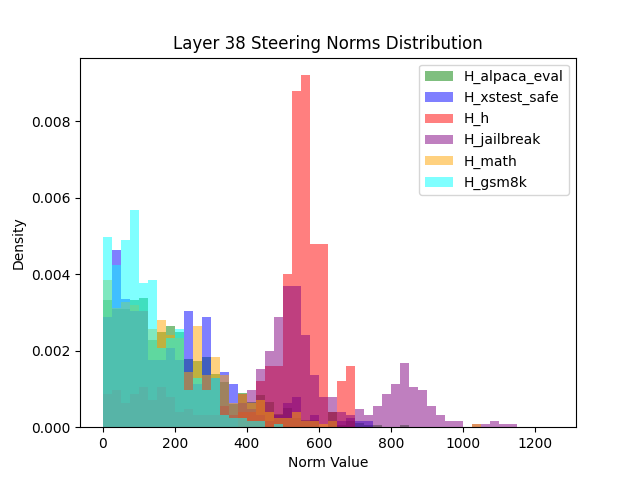 Layer 38 Steering Norms Distribution
H_alpaca_eval
H_xstest_safe
H_h
H_jailbreak
H_math
H_gsm8k
Density
0.008
0.006
0.004
0.002
0.000
0 200 400 600 800 1000 1200
Norm Value